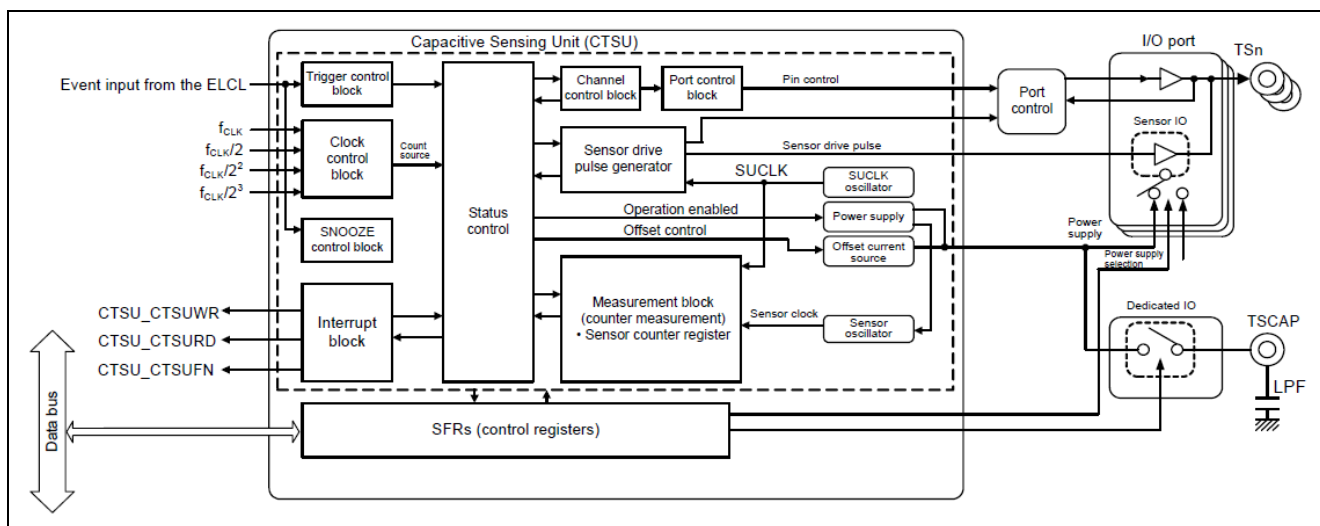 Capacitive Sensing Unit (CTSU)
I/O port
TSn
Event input from the ELCL
Trigger control
block
Channel
control block
Port control
block
Pin control
Port
control
fCLK
fCLK/2
fCLK/2²
fCLK/2³
Clock
control
block
Count
source
Sensor drive
pulse generator
Sensor drive pulse
Sensor IO
SUCLK
SUCLK
oscillator
SNOOZE
control block
Status
control
Operation enabled
Power supply
Offset control
Offset current
source
Power
supply
Power supply
selection
Measurement block
(counter measurement)
• Sensor counter register
Sensor clock
Sensor
oscillator
Dedicated IO
TSCAP
LPF
CTSU_CTSUWR
CTSU_CTSURD
CTSU_CTSUFN
Interrupt
block
Data bus
SFRs (control registers)